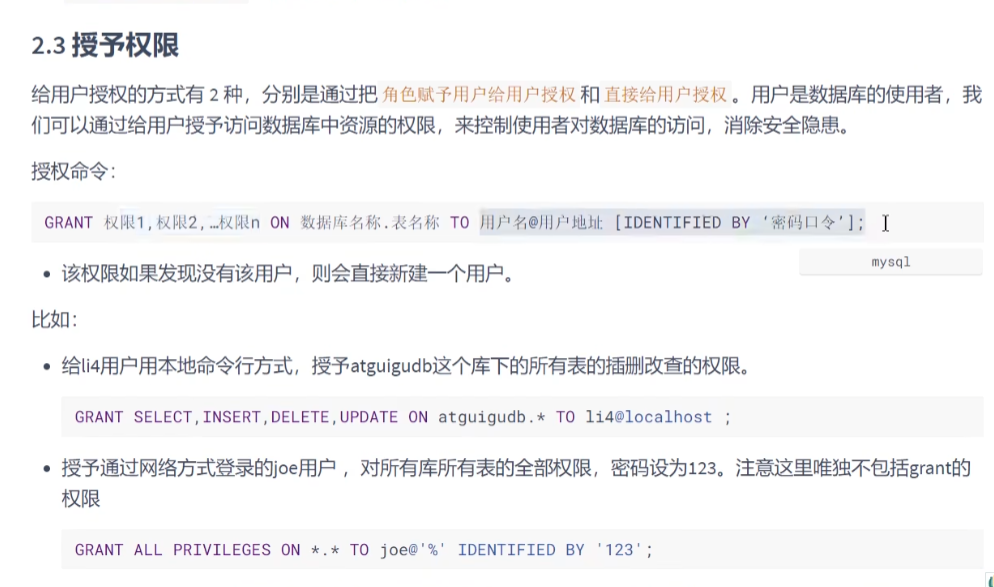 2.3 授予权限
给用户授权的方式有 2 种，分别是通过把 角色赋予用户给用户授权 和 直接给用户授权 。用户是数据库的使用者，我
们可以通过给用户授予访问数据库中资源的权限，来控制使用者对数据库的访问，消除安全隐患。
授权命令：
GRANT 权限1,权限2,…权限n ON 数据库名称.表名称 TO 用户名@用户地址 [IDENTIFIED BY ‘密码口令’];
mysql
• 该权限如果发现没有该用户，则会直接新建一个用户。
比如：
• 给li4用户用本地命令行方式，授予atguigudb这个库下的所有表的插删改查的权限。
GRANT SELECT,INSERT,DELETE,UPDATE ON atguigudb.* TO li4@localhost ;
• 授予通过网络方式登录的joe用户 ，对所有库所有表的全部权限，密码设为123。注意这里唯独不包括grant的
权限
GRANT ALL PRIVILEGES ON *.* TO joe@'%' IDENTIFIED BY '123';